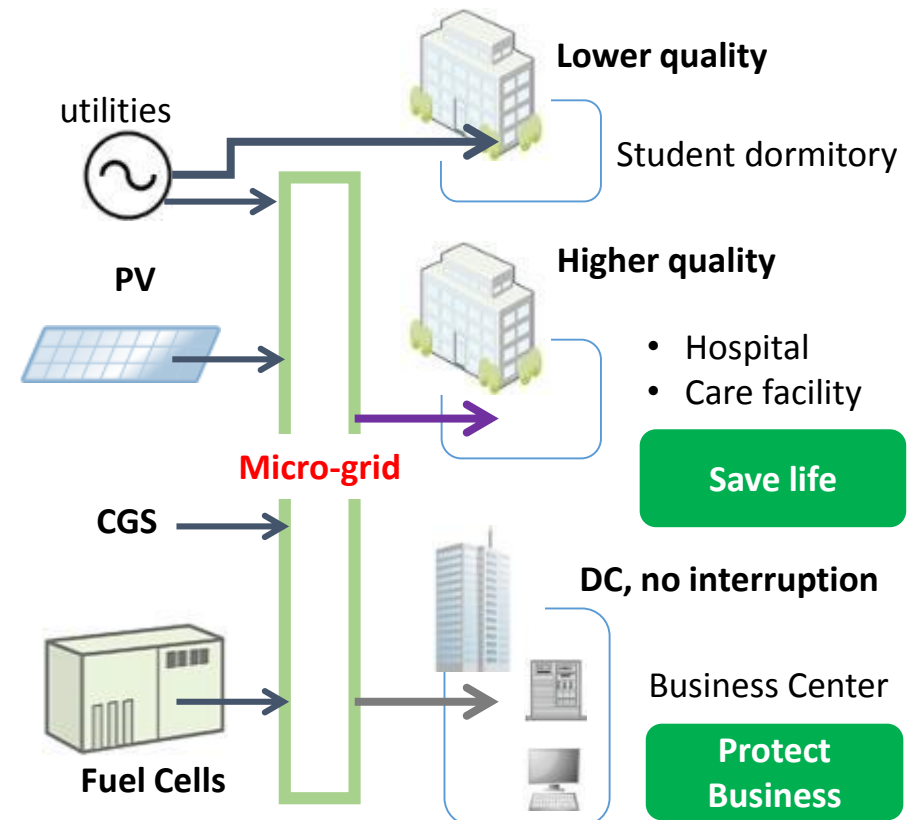 Lower quality
utilities
Student dormitory
Higher quality
PV
• Hospital
• Care facility
Micro-grid
Save life
CGS
DC, no interruption
Business Center
Fuel Cells
Protect
Business